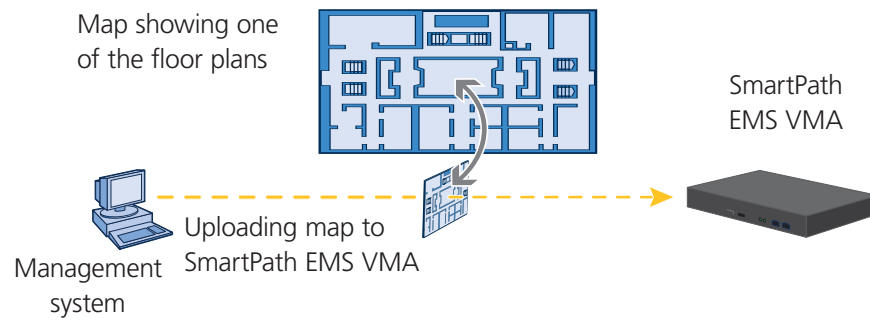 Map showing one
of the floor plans
SmartPath
EMS VMA
Uploading map to
SmartPath EMS VMA
Management
system